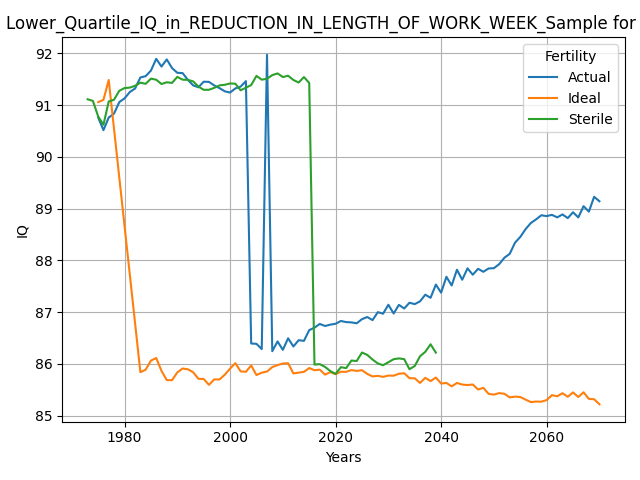 Lower_Quartile_IQ_in_REDUCTION_IN_LENGTH_OF_WORK_WEEK_Sample for
Fertility
Actual
Ideal
Sterile
92
91
90
89
88
87
86
85
IQ
1980
2000
2020
2040
2060
Years